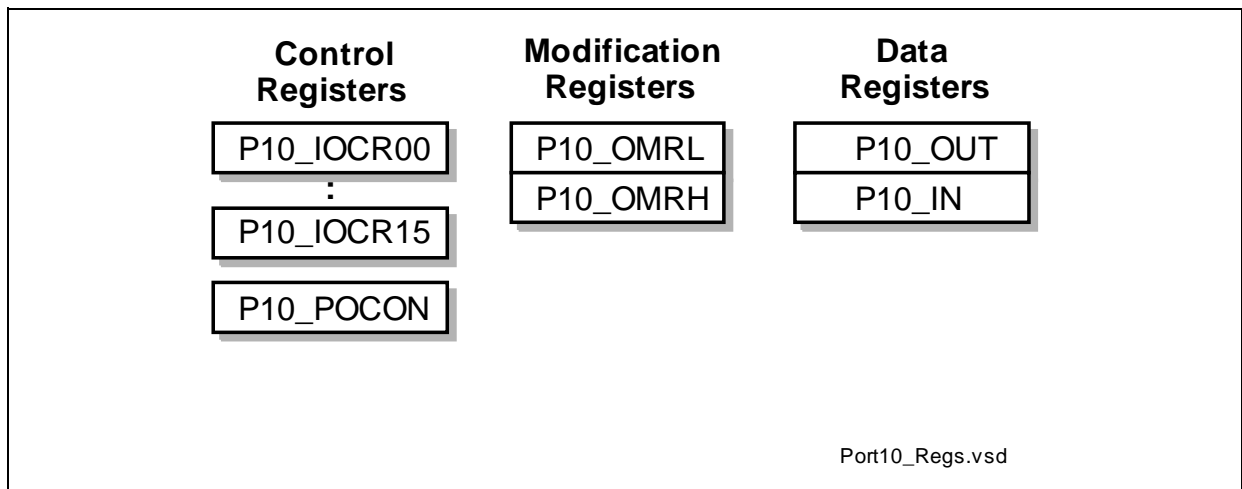 Control
Registers
P10_IOCR00
:
P10_IOCR15
P10_POCON
Modification
Registers
P10_OMRL
P10_OMRH
Data
Registers
P10_OUT
P10_IN
Port10_Regs.vsd